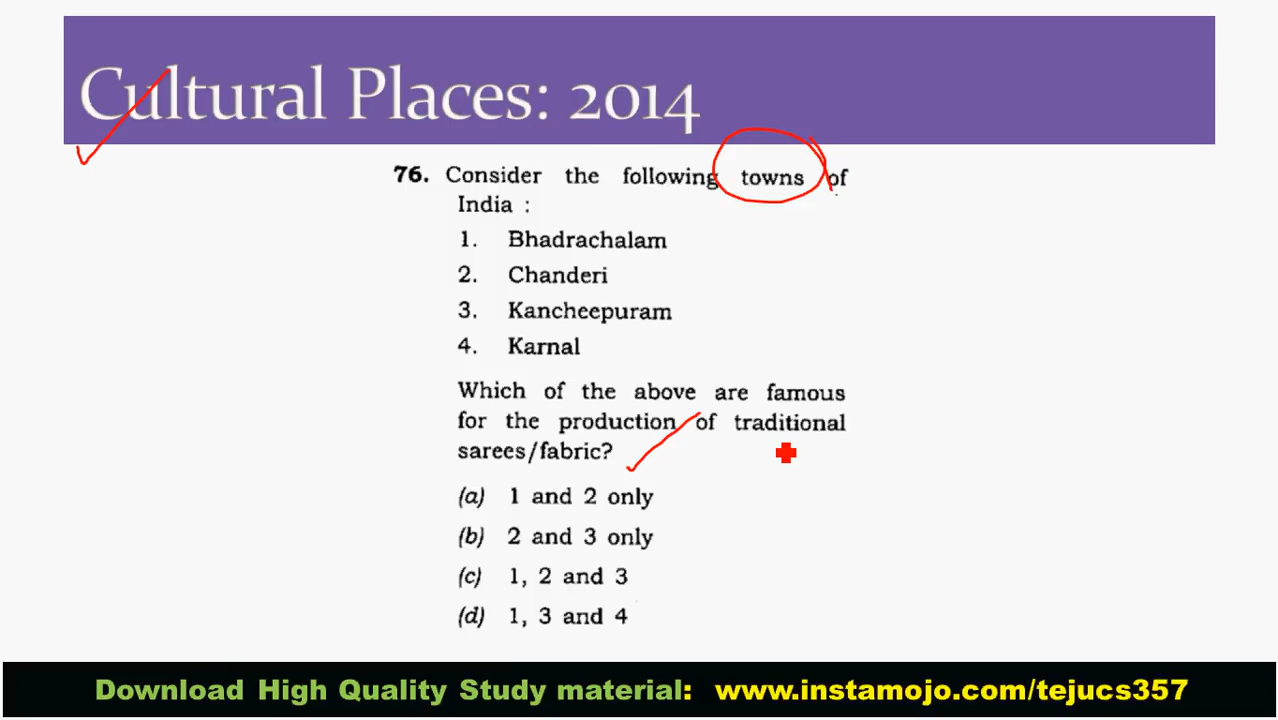 Cultural Places: 2014
76. Consider the following towns of
India :
1. Bhadrachalam
2. Chanderi
3. Kancheepuram
4. Karnal
Which of the above are famous
for the production of traditional
sarees/fabric?
(a) 1 and 2 only
(b) 2 and 3 only
(c) 1, 2 and 3
(d) 1, 3 and 4
Download High Quality Study material: www.instamojo.com/tejucs357